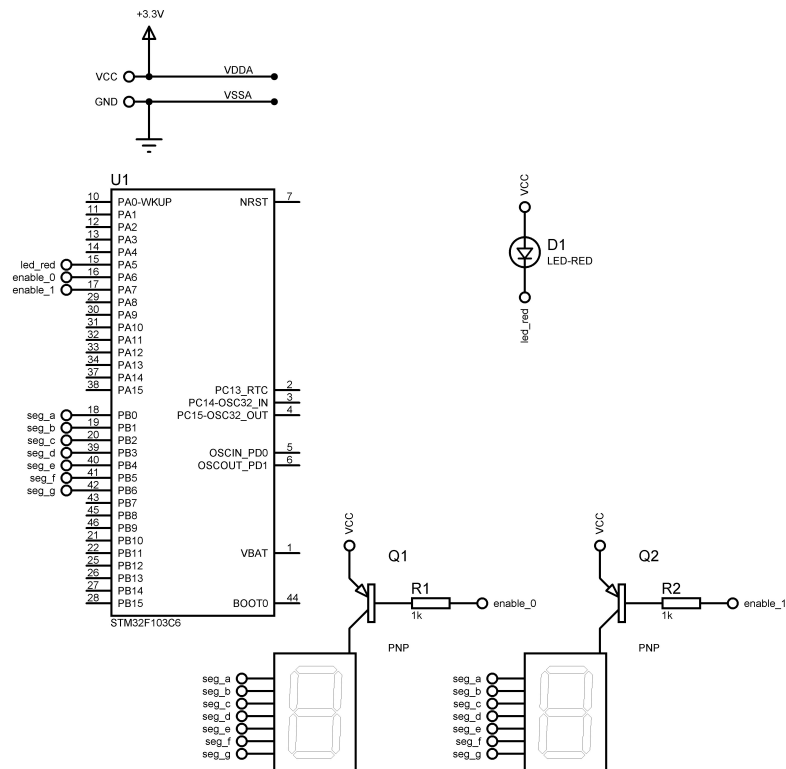 +3.3V
VCC VDDA
GND VSSA
U1
10 PA0-WKUP NRST 7
11 PA1
12 PA2
13 PA3
14 PA4
led_red 15 PA5
enable_0 16 PA6
enable_1 17 PA7
29 PA8
30 PA9
31 PA10
32 PA11
33 PA12
34 PA13
37 PA14
38 PA15 PC13_RTC 2
PC14-OSC32_IN 3
seg_a 18 PB0 PC15-OSC32_OUT 4
seg_b 19 PB1
seg_c 20 PB2
seg_d 39 PB3 OSCIN_PD0 5
seg_e 40 PB4 OSCOUT_PD1 6
seg_f 41 PB5
seg_g 42 PB6
43 PB7
45 PB8
46 PB9
21 PB10
22 PB11 VBAT 1
25 PB12
26 PB13
27 PB14
28 PB15 BOOT0 44
STM32F103C6
VCC
D1
LED-RED
led_red
VCC
Q1
R1
enable_0
1k
PNP
seg_a
seg_b
seg_c
seg_d
seg_e
seg_f
seg_g
VCC
Q2
R2
enable_1
1k
PNP
seg_a
seg_b
seg_c
seg_d
seg_e
seg_f
seg_g